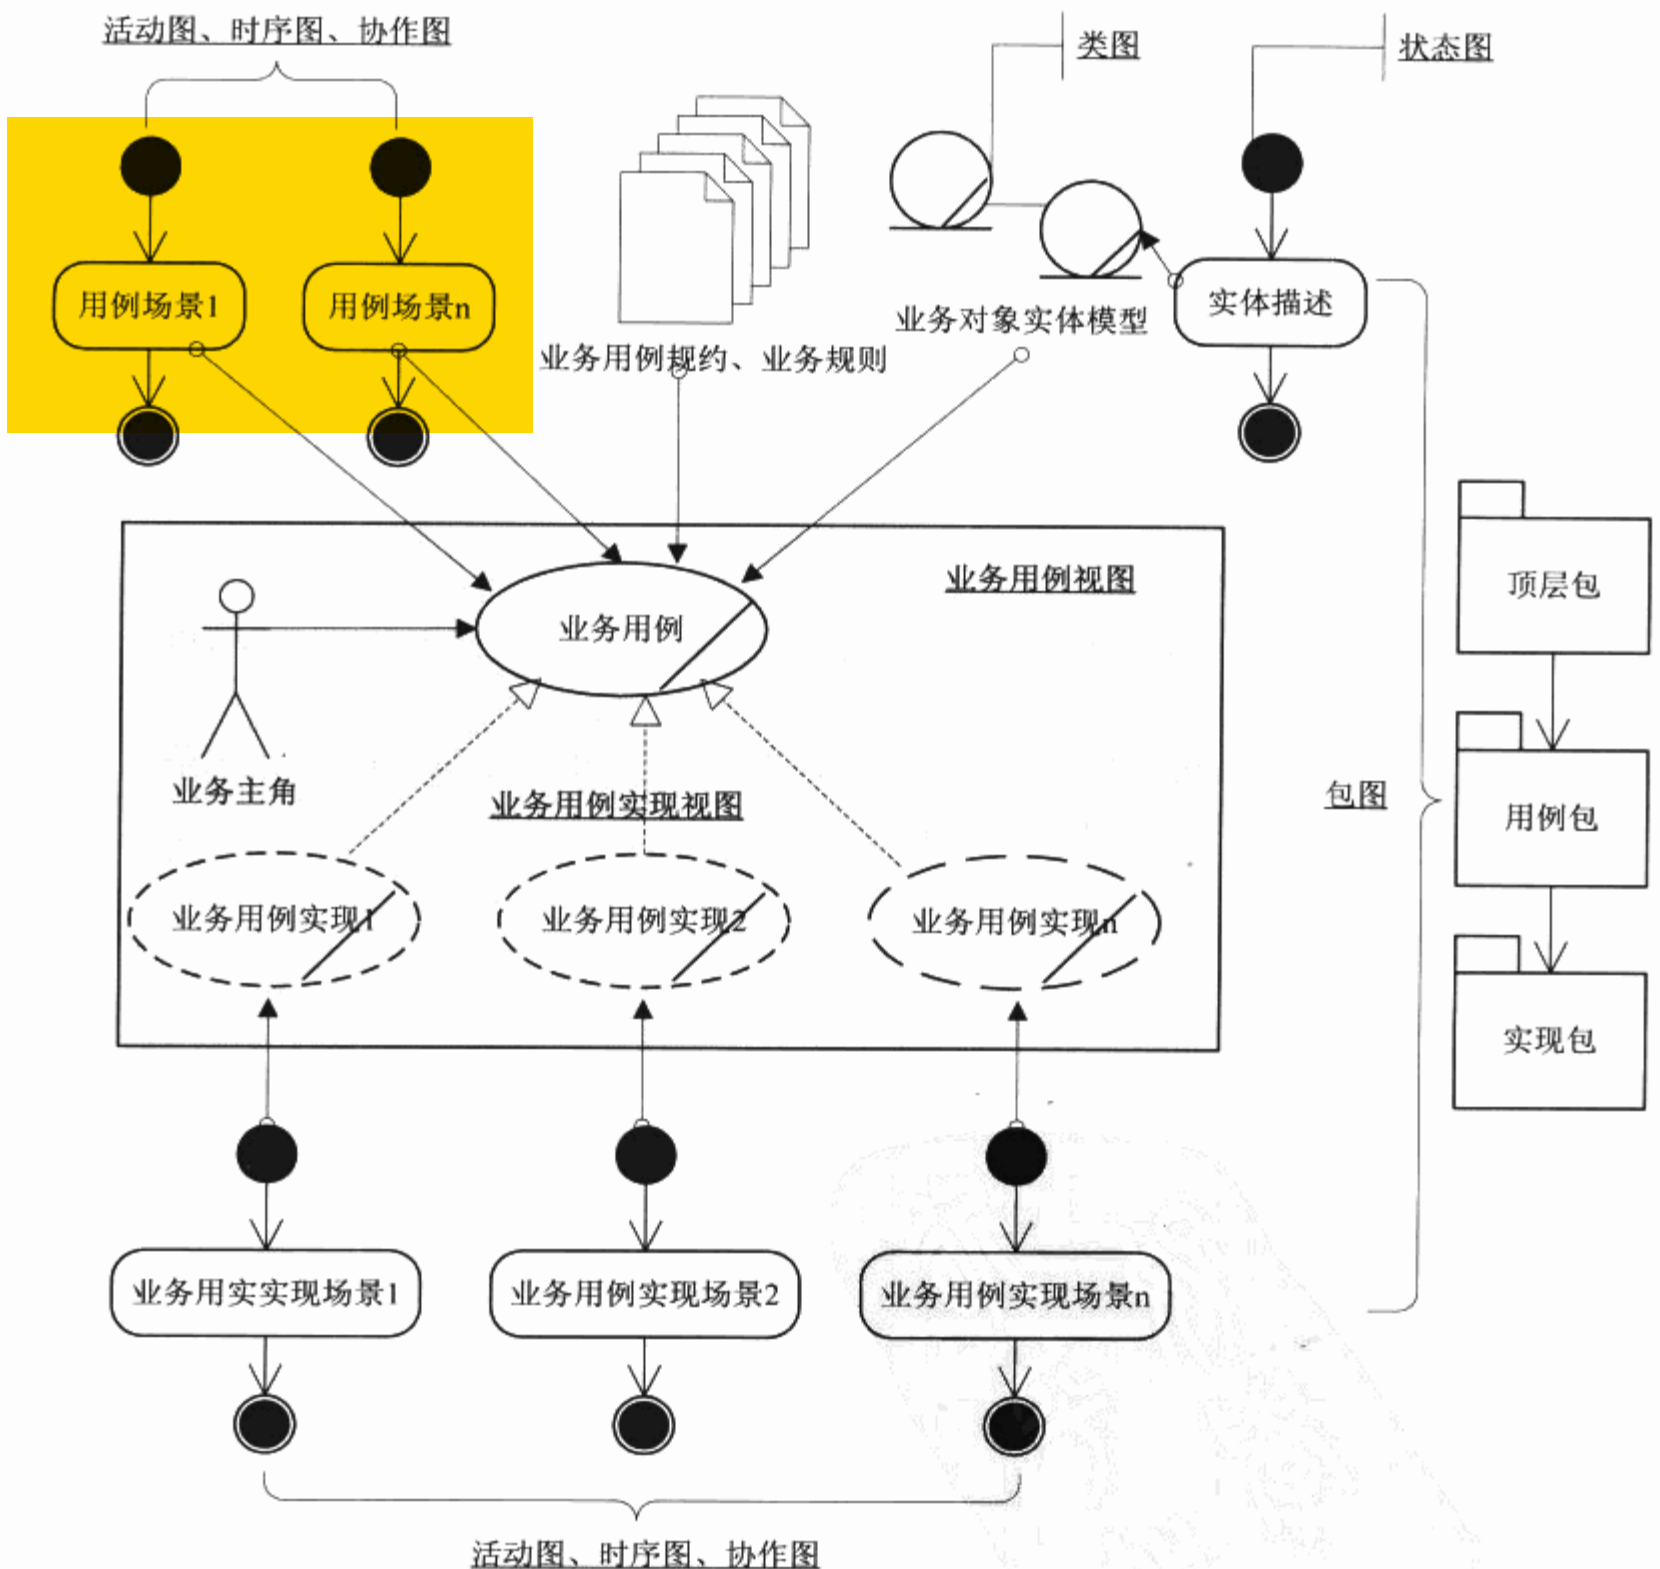 活动图、时序图、协作图
类图
状态图
用例场景1
用例场景n
实体描述
业务对象实体模型
业务用例规约、业务规则
业务用例视图
顶层包
业务用例
业务主角
业务用例实现视图
包图
用例包
业务用例实现1
业务用例实现2
业务用例实现n
实现包
业务用实实现场景1
业务用例实现场景2
业务用例实现场景n
活动图、时序图、协作图